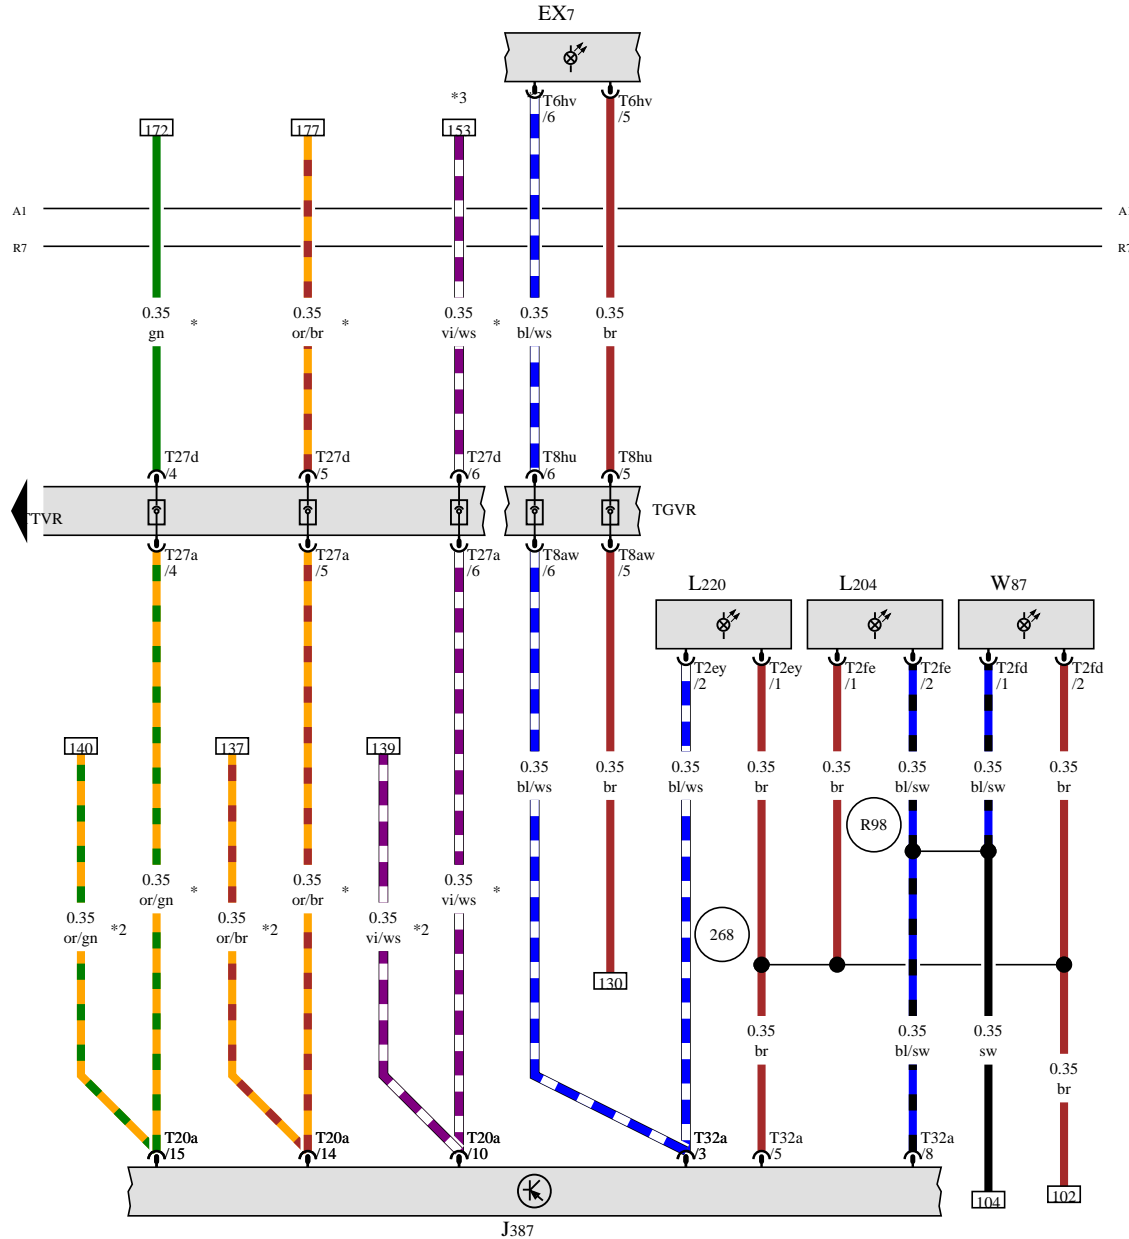 EX7
T6hv
/6
T6hv
/5
*3
172
177
153
A1
A
R7
R7
0.35
gn
*
0.35
or/br
*
0.35
vi/ws
*
0.35
bl/ws
0.35
br
T27d
/4
T27d
/5
T27d
/6
T8hu
/6
T8hu
/5
TTVR
TGVR
T27a
/4
T27a
/5
T27a
/6
T8aw
/6
T8aw
/5
L220
L204
W87
T2ey
/2
T2ey
/1
T2fe
/1
T2fe
/2
T2fd
/1
T2fd
/2
140
137
139
0.35
bl/ws
0.35
br
0.35
bl/ws
0.35
br
0.35
br
0.35
bl/sw
0.35
bl/sw
0.35
br
R98
0.35
or/gn
*
0.35
or/br
*
0.35
vi/ws
*
0.35
or/gn
*2
0.35
or/br
*2
0.35
vi/ws
*2
268
130
0.35
br
0.35
bl/sw
0.35
sw
0.35
br
T20a
/15
T20a
/14
T20a
/10
T32a
/3
T32a
/5
T32a
/8
104
102
J387